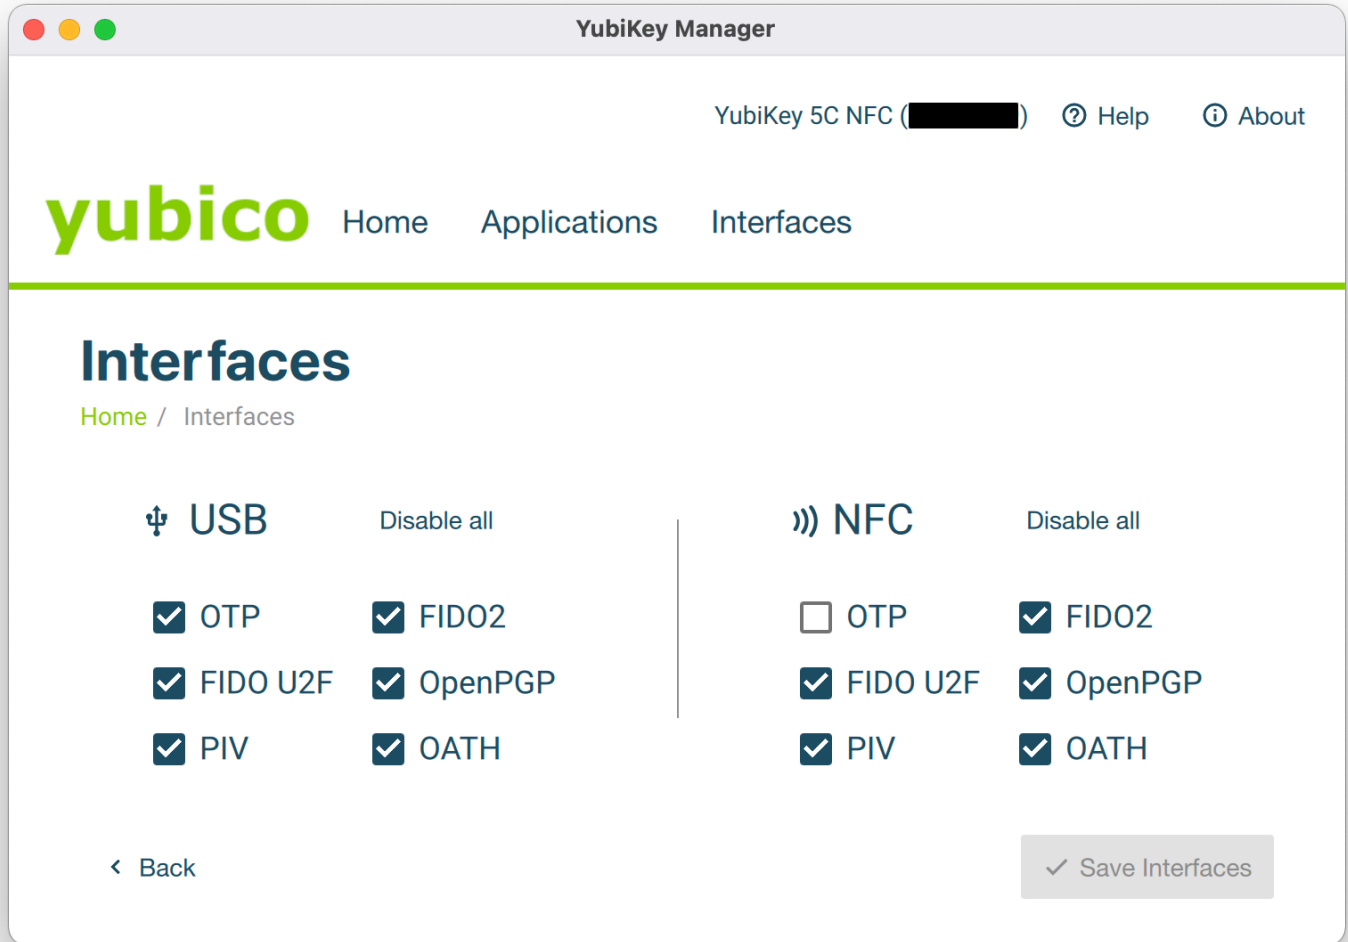 YubiKey Manager
YubiKey 5C NFC ( ) Help About
yubico Home Applications Interfaces
Interfaces
Home / Interfaces
USB Disable all
OTP FIDO2
FIDO U2F OpenPGP
PIV OATH
NFC Disable all
OTP FIDO2
FIDO U2F OpenPGP
PIV OATH
Back Save Interfaces